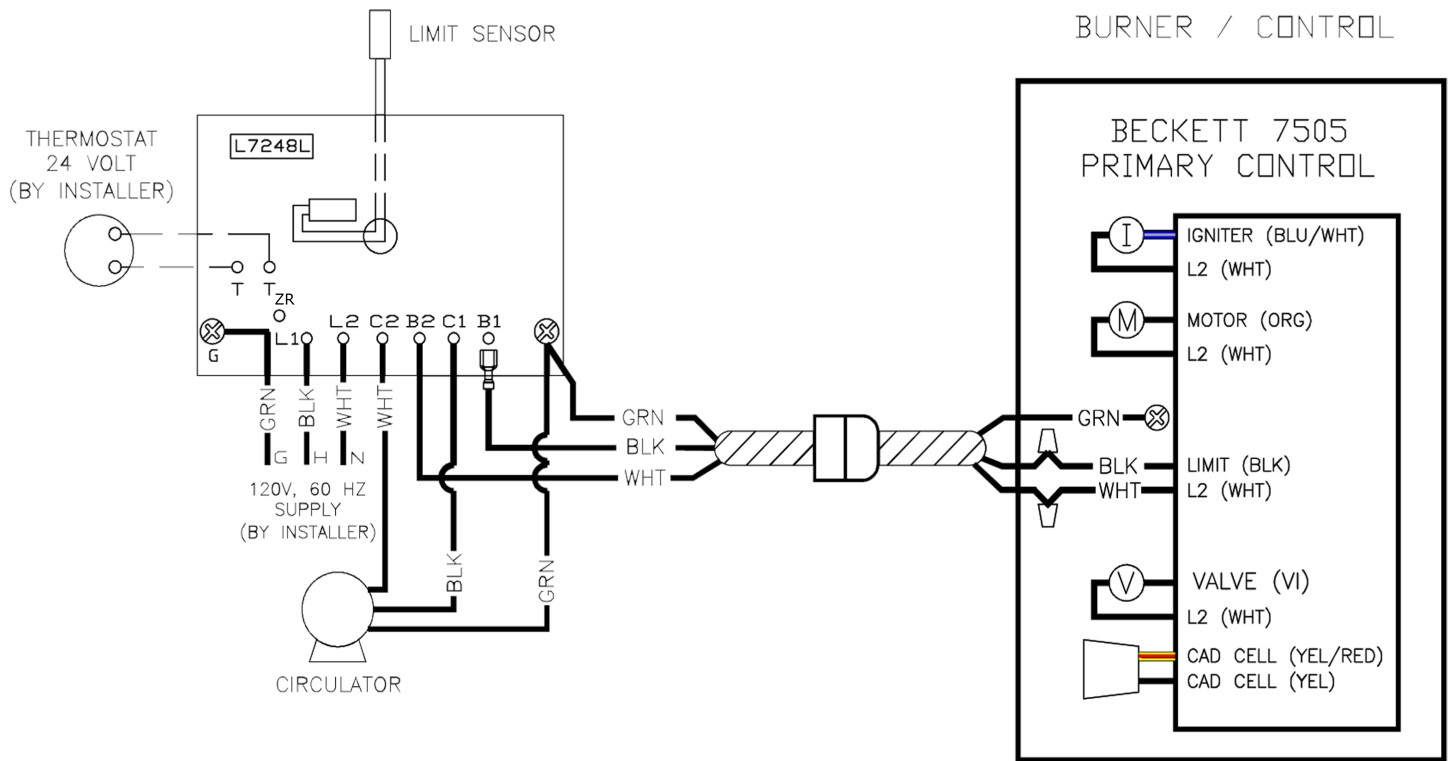 BURNER / CONTROL
LIMIT SENSOR
L7248L
THERMOSTAT
24 VOLT
(BY INSTALLER)
T T
ZR
G
L1 L2 C2 B2 C1 B1
GRN BLK WHT WHT
G H N
120V, 60 HZ
SUPPLY
(BY INSTALLER)
BLK
GRN
CIRCULATOR
GRN
BLK
WHT
BECKETT 7505
PRIMARY CONTROL
I IGNITER (BLU/WHT)
L2 (WHT)
M MOTOR (ORG)
L2 (WHT)
GRN
BLK LIMIT (BLK)
WHT L2 (WHT)
V VALVE (VI)
L2 (WHT)
CAD CELL (YEL/RED)
CAD CELL (YEL)